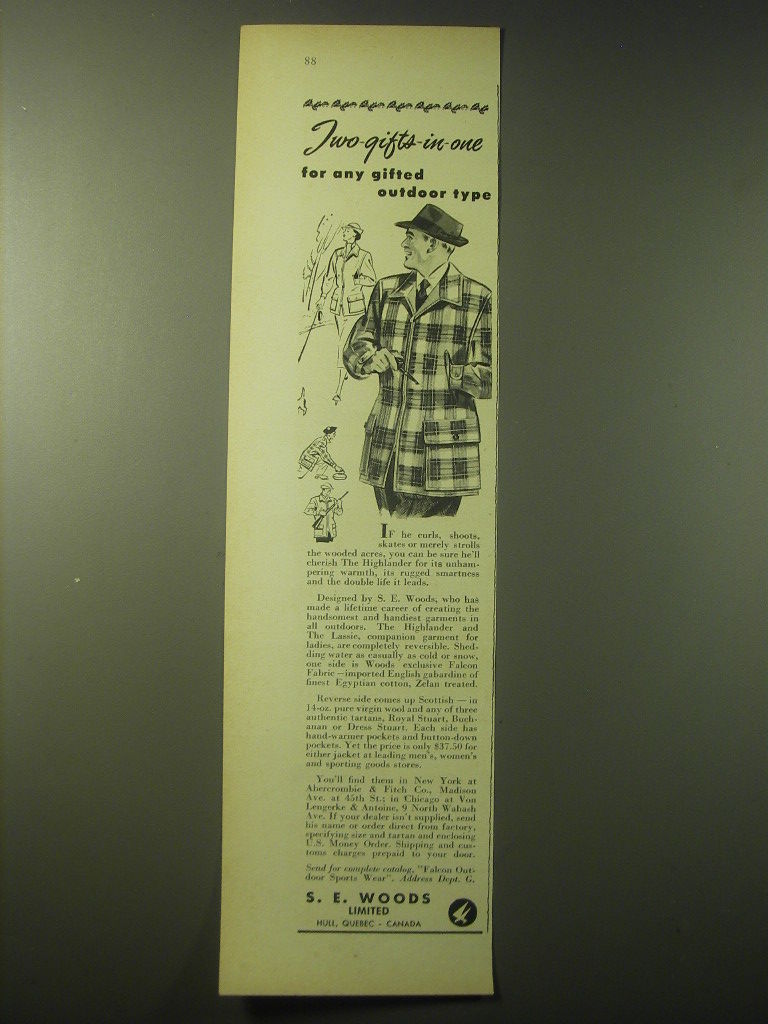 88
Two-gifts-in-one
for any gifted
outdoor type
IF he curls, shoots,
skates or merely strolls
the wooded acres, you can be sure he'll
cherish The Highlander for its unham-
pering warmth, its rugged smartness
and the double life it leads.
Designed by S. E. Woods, who has
made a lifetime career of creating the
handsomest and handiest garments in
all outdoors. The Highlander and
The Lassie, companion garment for
ladies, are completely reversible. Shed-
ding water as casually as cold or snow,
one side is Woods exclusive Falcon
Fabric—imported English gabardine of
finest Egyptian cotton, Zelan treated.
Reverse side comes up Scottish — in
14-oz. pure virgin wool and any of three
authentic tartans, Royal Stuart, Buch-
anan or Dress Stuart. Each side has
hand-warmer pockets and button-down
pockets. Yet the price is only $37.50 for
either jacket at leading men's, women's
and sporting goods stores.
You'll find them in New York at
Abercrombie & Fitch Co., Madison
Ave. at 45th St.; in Chicago at Von
Lengerke & Antoine, 9 North Wabash
Ave. If your dealer isn't supplied, send
his name or order direct from factory,
specifying size and tartan and enclosing
U.S. Money Order. Shipping and cus-
toms charges prepaid to your door.
Send for complete catalog, "Falcon Out-
door Sports Wear". Address Dept. G.
S. E. WOODS
LIMITED
HULL, QUEBEC - CANADA